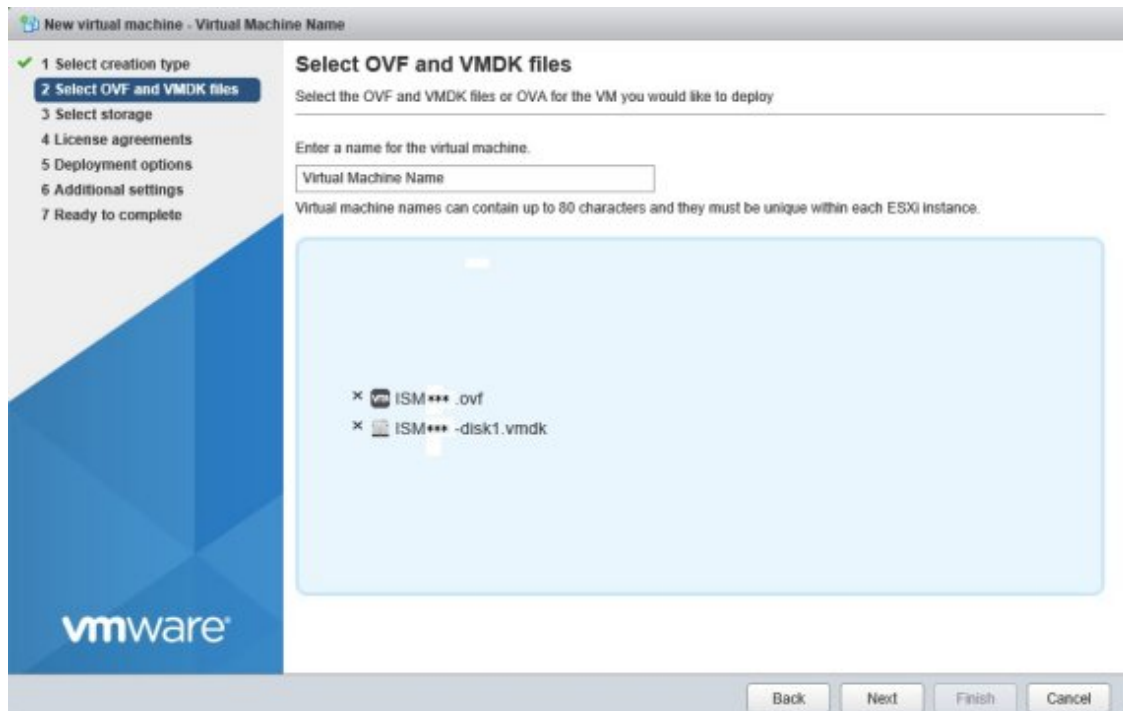 New virtual machine - Virtual Machine Name
1 Select creation type
2 Select OVF and VMDK files
3 Select storage
4 License agreements
5 Deployment options
6 Additional settings
7 Ready to complete
vmware®
Select OVF and VMDK files
Select the OVF and VMDK files or OVA for the VM you would like to deploy
Enter a name for the virtual machine.
Virtual Machine Name
Virtual machine names can contain up to 80 characters and they must be unique within each ESXi instance.
× vm ISM*** .ovf
× ISM*** -disk1.vmdk
Back Next Finish Cancel